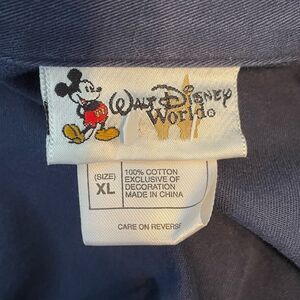 Walt Disney
World®
(SIZE)
XL
100% COTTON
EXCLUSIVE OF
DECORATION
MADE IN CHINA
CARE ON REVERSE